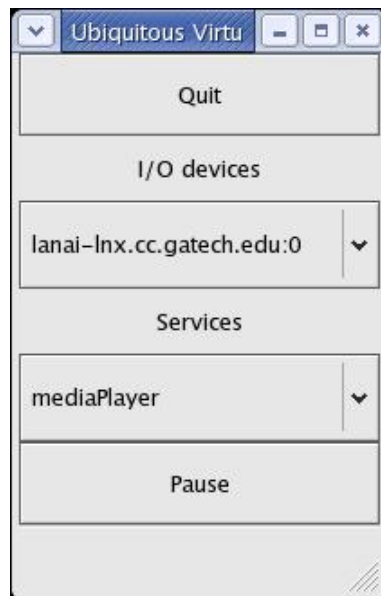 Ubiquitous Virtu
Quit
I/O devices
lanai-lnx.cc.gatech.edu:0
Services
mediaPlayer
Pause